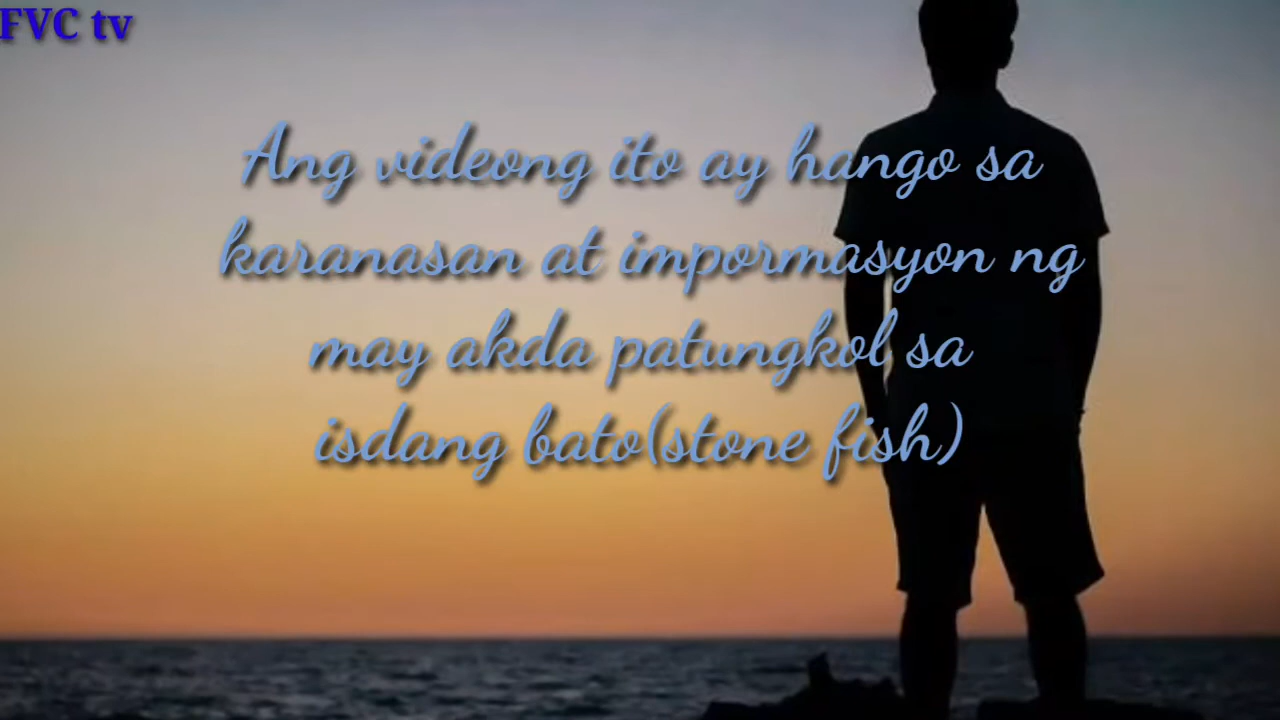 FVC tv
Ang videong ito ay hango sa
karanasan at impormasyon ng
may akda patungkol sa
isdang bato(stone fish)